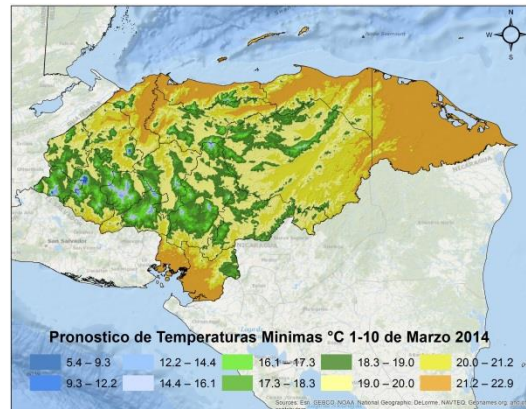 N
W E
S
NICARAGUA
San Salvador
NICARAGUA
Pronostico de Temperaturas Minimas °C 1-10 de Marzo 2014
5.4 – 9.3 12.2 – 14.4 16.1 – 17.3 18.3 – 19.0 20.0 – 21.2
9.3 – 12.2 14.4 – 16.1 17.3 – 18.3 19.0 – 20.0 21.2 – 22.9
Sources: Esri, GEBCO, NOAA, National Geographic, DeLorme, NAVTEQ, Geonames.org, and other
contributors